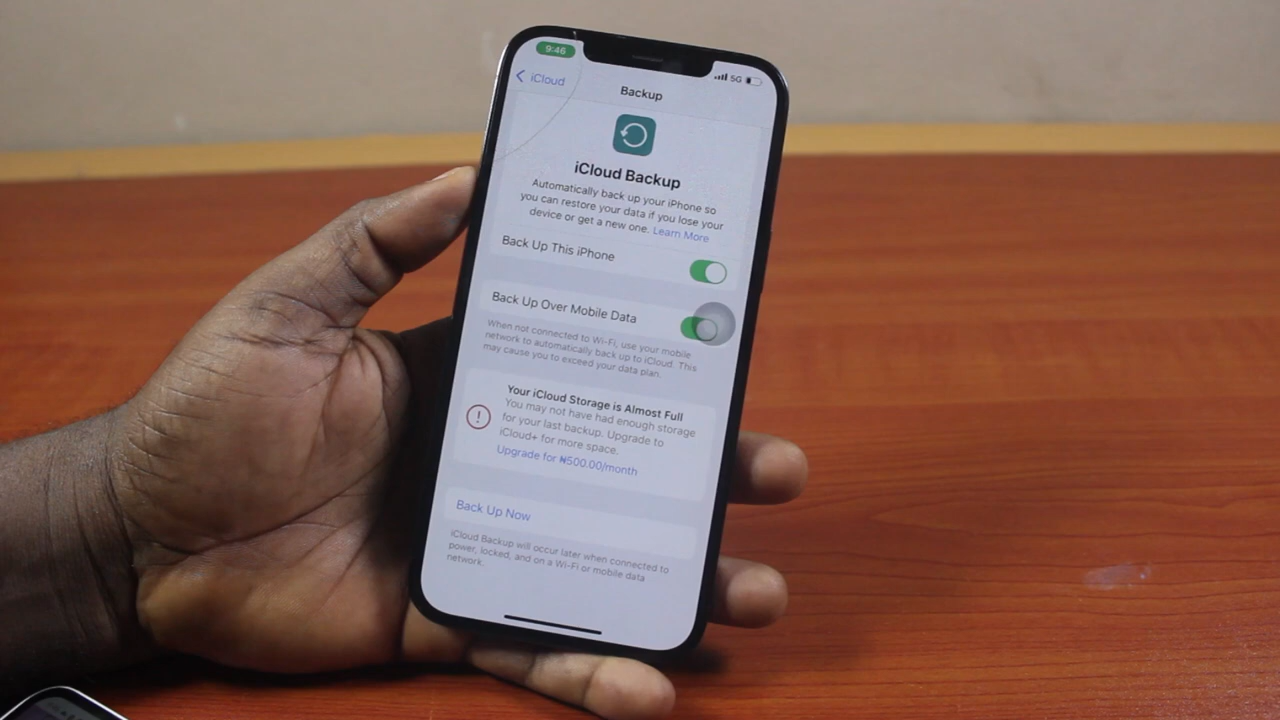 9:46
5G
iCloud
Backup
iCloud Backup
Automatically back up your iPhone so
you can restore your data if you lose your
device or get a new one. Learn More
Back Up This iPhone
Back Up Over Mobile Data
When not connected to Wi-Fi, use your mobile
network to automatically back up to iCloud. This
may cause you to exceed your data plan.
Your iCloud Storage is Almost Full
You may not have had enough storage
for your last backup. Upgrade to
iCloud+ for more space.
Upgrade for ₦500.00/month
Back Up Now
iCloud Backup will occur later when connected to
power, locked, and on a Wi-Fi or mobile data
network.